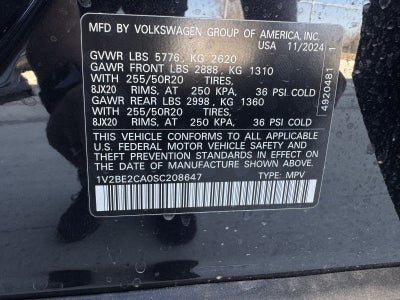 MFD BY VOLKSWAGEN GROUP OF AMERICA, INC.
USA 11/2024
GVWR LBS 5776, KG 2620
GAWR FRONT LBS 2888, KG 1310
WITH 255/50R20 TIRES,
8JX20 RIMS, AT 250 KPA, 36 PSI COLD
GAWR REAR LBS 2998, KG 1360
WITH 255/50R20 TIRES,
8JX20 RIMS, AT 250 KPA, 36 PSI COLD
THIS VEHICLE CONFORMS TO ALL APPLICABLE
U.S. FEDERAL MOTOR VEHICLE SAFETY AND
THEFT PREVENTION STANDARDS IN EFFECT ON THE
DATE OF MANUFACTURE SHOWN ABOVE.
1V2BE2CA0SC208647 TYPE: MPV
4920481 1